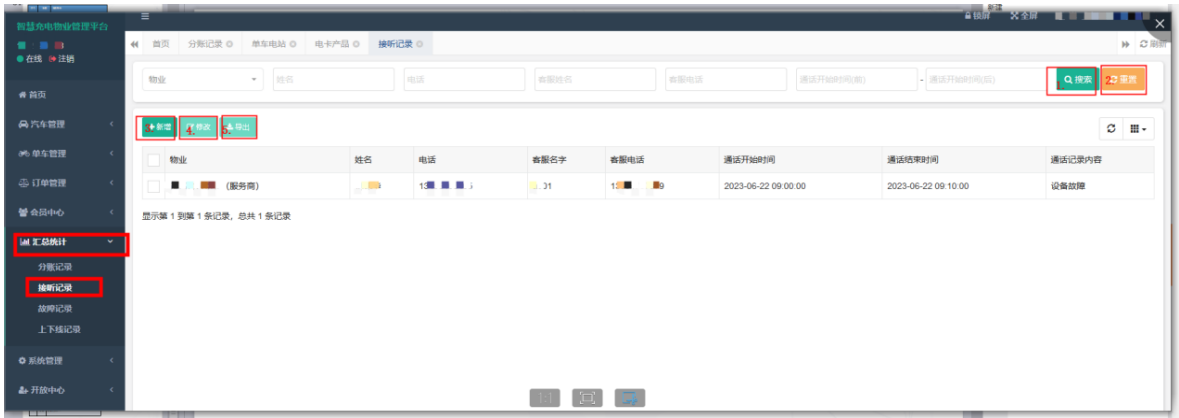 新建
智慧充电物业管理平台
锁屏 全屏
在线 注销
首页 分账记录 单车电站 电卡产品 接听记录 刷新
物业 姓名 电话 客服姓名 客服电话 通话开始时间(前) - 通话开始时间(后) 1. 搜索 2. 重置
首页
汽车管理
单车管理
订单管理
会员中心
汇总统计
分账记录
接听记录
故障记录
上下线记录
系统管理
开放中心
3. 新增 4. 修改 5. 导出
物业 姓名 电话 客服名字 客服电话 通话开始时间 通话结束时间 通话记录内容
(服务商) 2023-06-22 09:00:00 2023-06-22 09:10:00 设备故障
显示第 1 到第 1 条记录，总共 1 条记录